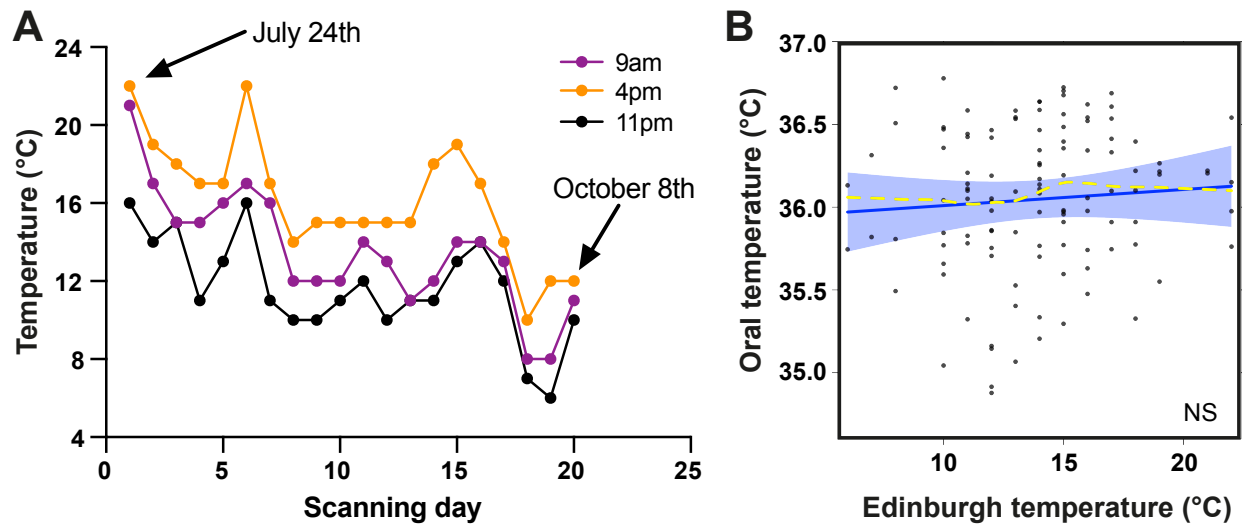 A
July 24th
October 8th
9am
4pm
11pm
Temperature (°C)
24
20
16
12
8
4
0
5
10
15
20
25
Scanning day
B
Oral temperature (°C)
37.0
36.5
36.0
35.5
35.0
NS
10
15
20
Edinburgh temperature (°C)